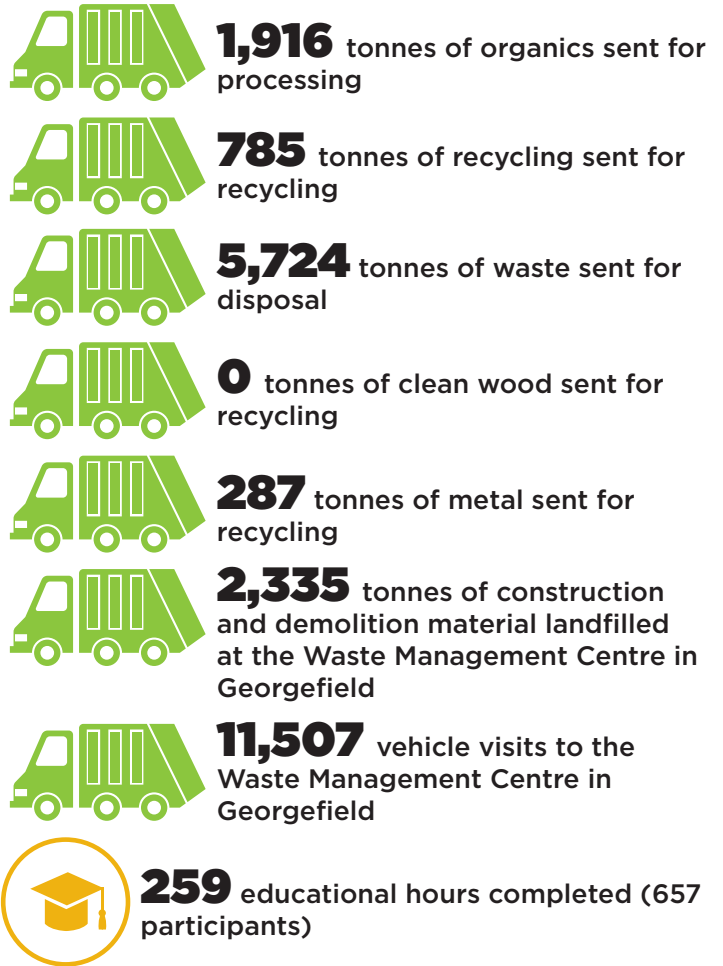 1,916 tonnes of organics sent for
processing
785 tonnes of recycling sent for
recycling
5,724 tonnes of waste sent for
disposal
0 tonnes of clean wood sent for
recycling
287 tonnes of metal sent for
recycling
2,335 tonnes of construction
and demolition material landfilled
at the Waste Management Centre in
Georgefield
11,507 vehicle visits to the
Waste Management Centre in
Georgefield
259 educational hours completed (657
participants)